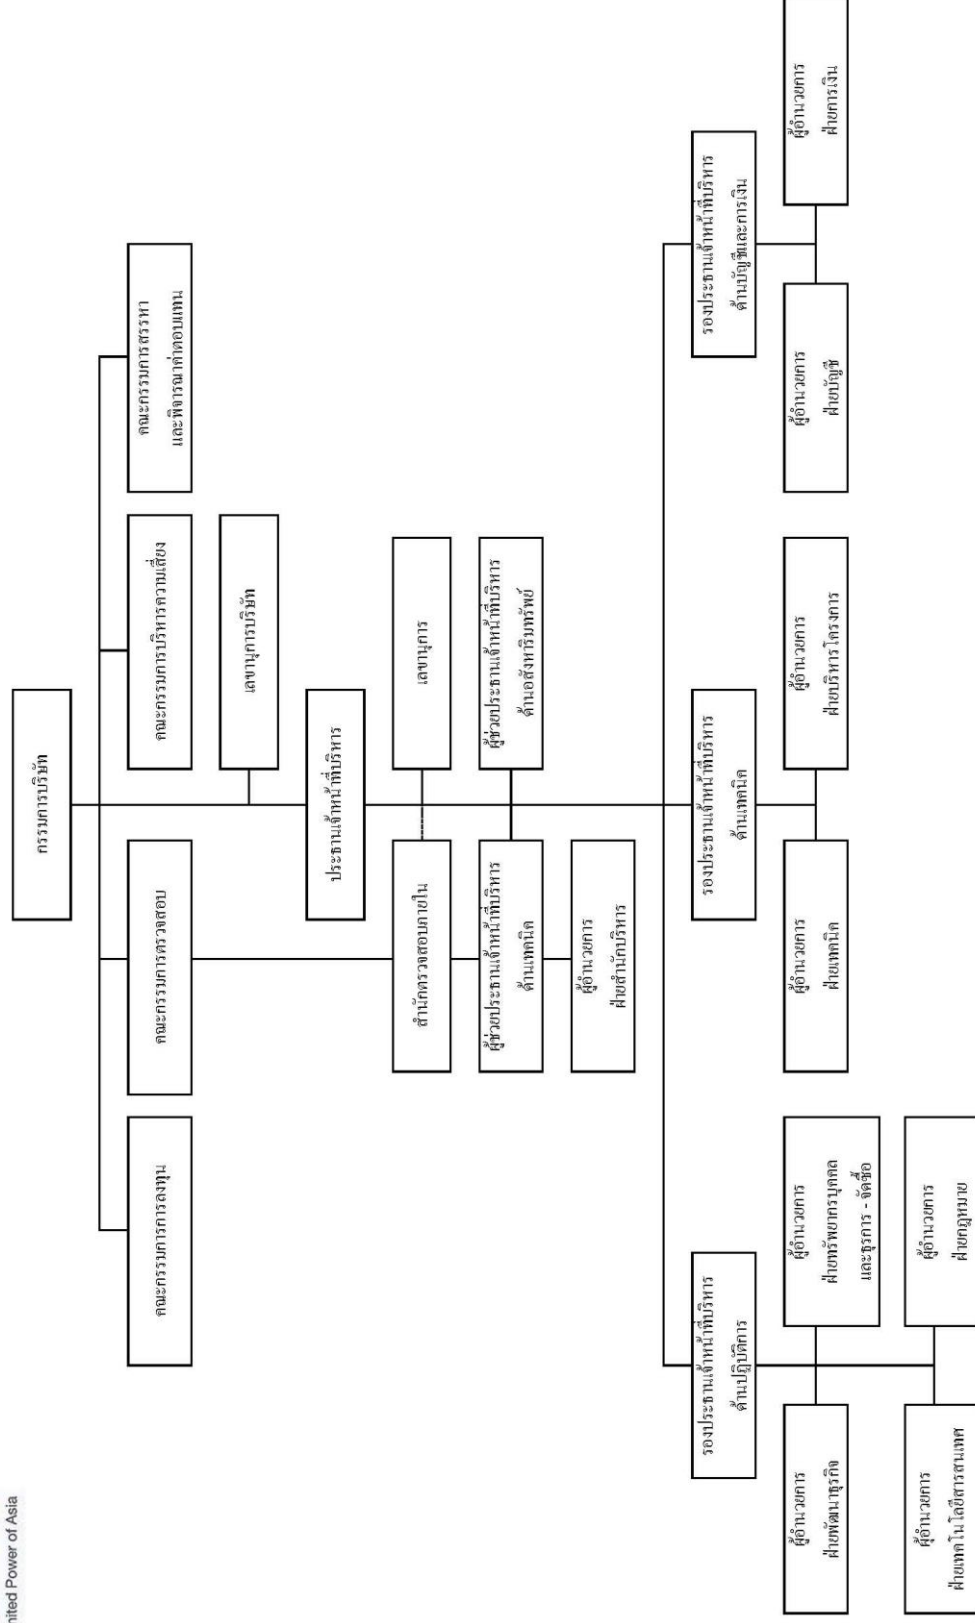 nited Power of Asia
กรรมการบริษัท
คณะกรรมการการลงทุน
คณะกรรมการตรวจสอบ
คณะกรรมการบริหารความเสี่ยง
คณะกรรมการสรรหา
และพิจารณาค่าตอบแทน
เลขานุการบริษัท
ประธานเจ้าหน้าที่บริหาร
สำนักตรวจสอบภายใน
เลขานุการ
ผู้ช่วยประธานเจ้าหน้าที่บริหาร
ด้านเทคนิค
ผู้ช่วยประธานเจ้าหน้าที่บริหาร
ด้านอสังหาริมทรัพย์
ผู้อำนวยการ
ฝ่ายสำนักบริหาร
รองประธานเจ้าหน้าที่บริหาร
ด้านปฏิบัติการ
รองประธานเจ้าหน้าที่บริหาร
ด้านเทคนิค
รองประธานเจ้าหน้าที่บริหาร
ด้านบัญชีและการเงิน
ผู้อำนวยการ
ฝ่ายพัฒนาธุรกิจ
ผู้อำนวยการ
ฝ่ายทรัพยากรบุคคล
และธุรการ - จัดซื้อ
ผู้อำนวยการ
ฝ่ายเทคนิค
ผู้อำนวยการ
ฝ่ายบริหารโครงการ
ผู้อำนวยการ
ฝ่ายบัญชี
ผู้อำนวยการ
ฝ่ายการเงิน
ผู้อำนวยการ
ฝ่ายเทคโนโลยีสารสนเทศ
ผู้อำนวยการ
ฝ่ายกฎหมาย